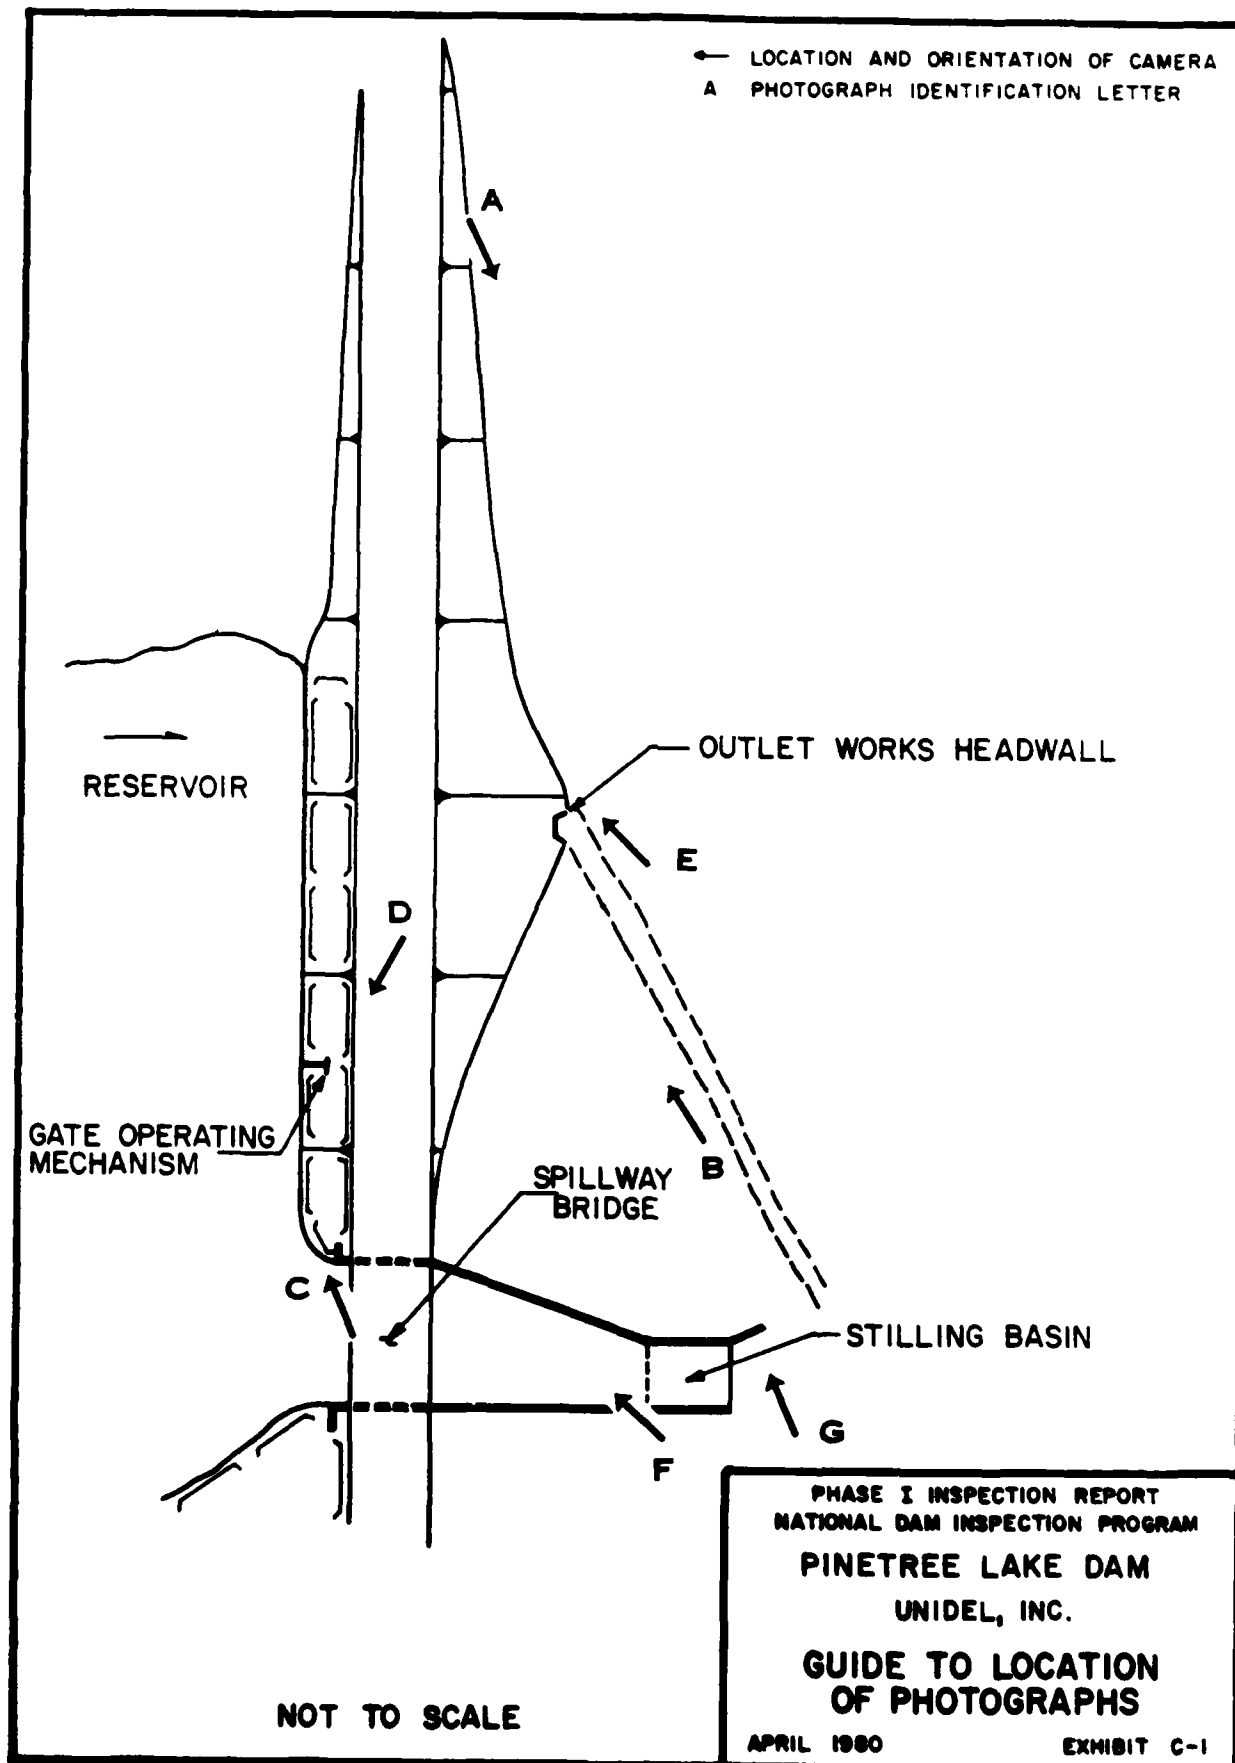 LOCATION AND ORIENTATION OF CAMERA
A PHOTOGRAPH IDENTIFICATION LETTER
A
OUTLET WORKS HEADWALL
RESERVOIR
E
D
GATE OPERATING
MECHANISM
B
SPILLWAY
BRIDGE
C
STILLING BASIN
G
F
PHASE I INSPECTION REPORT
NATIONAL DAM INSPECTION PROGRAM
PINETREE LAKE DAM
UNIDEL, INC.
GUIDE TO LOCATION
OF PHOTOGRAPHS
NOT TO SCALE
APRIL 1980 EXHIBIT C-1